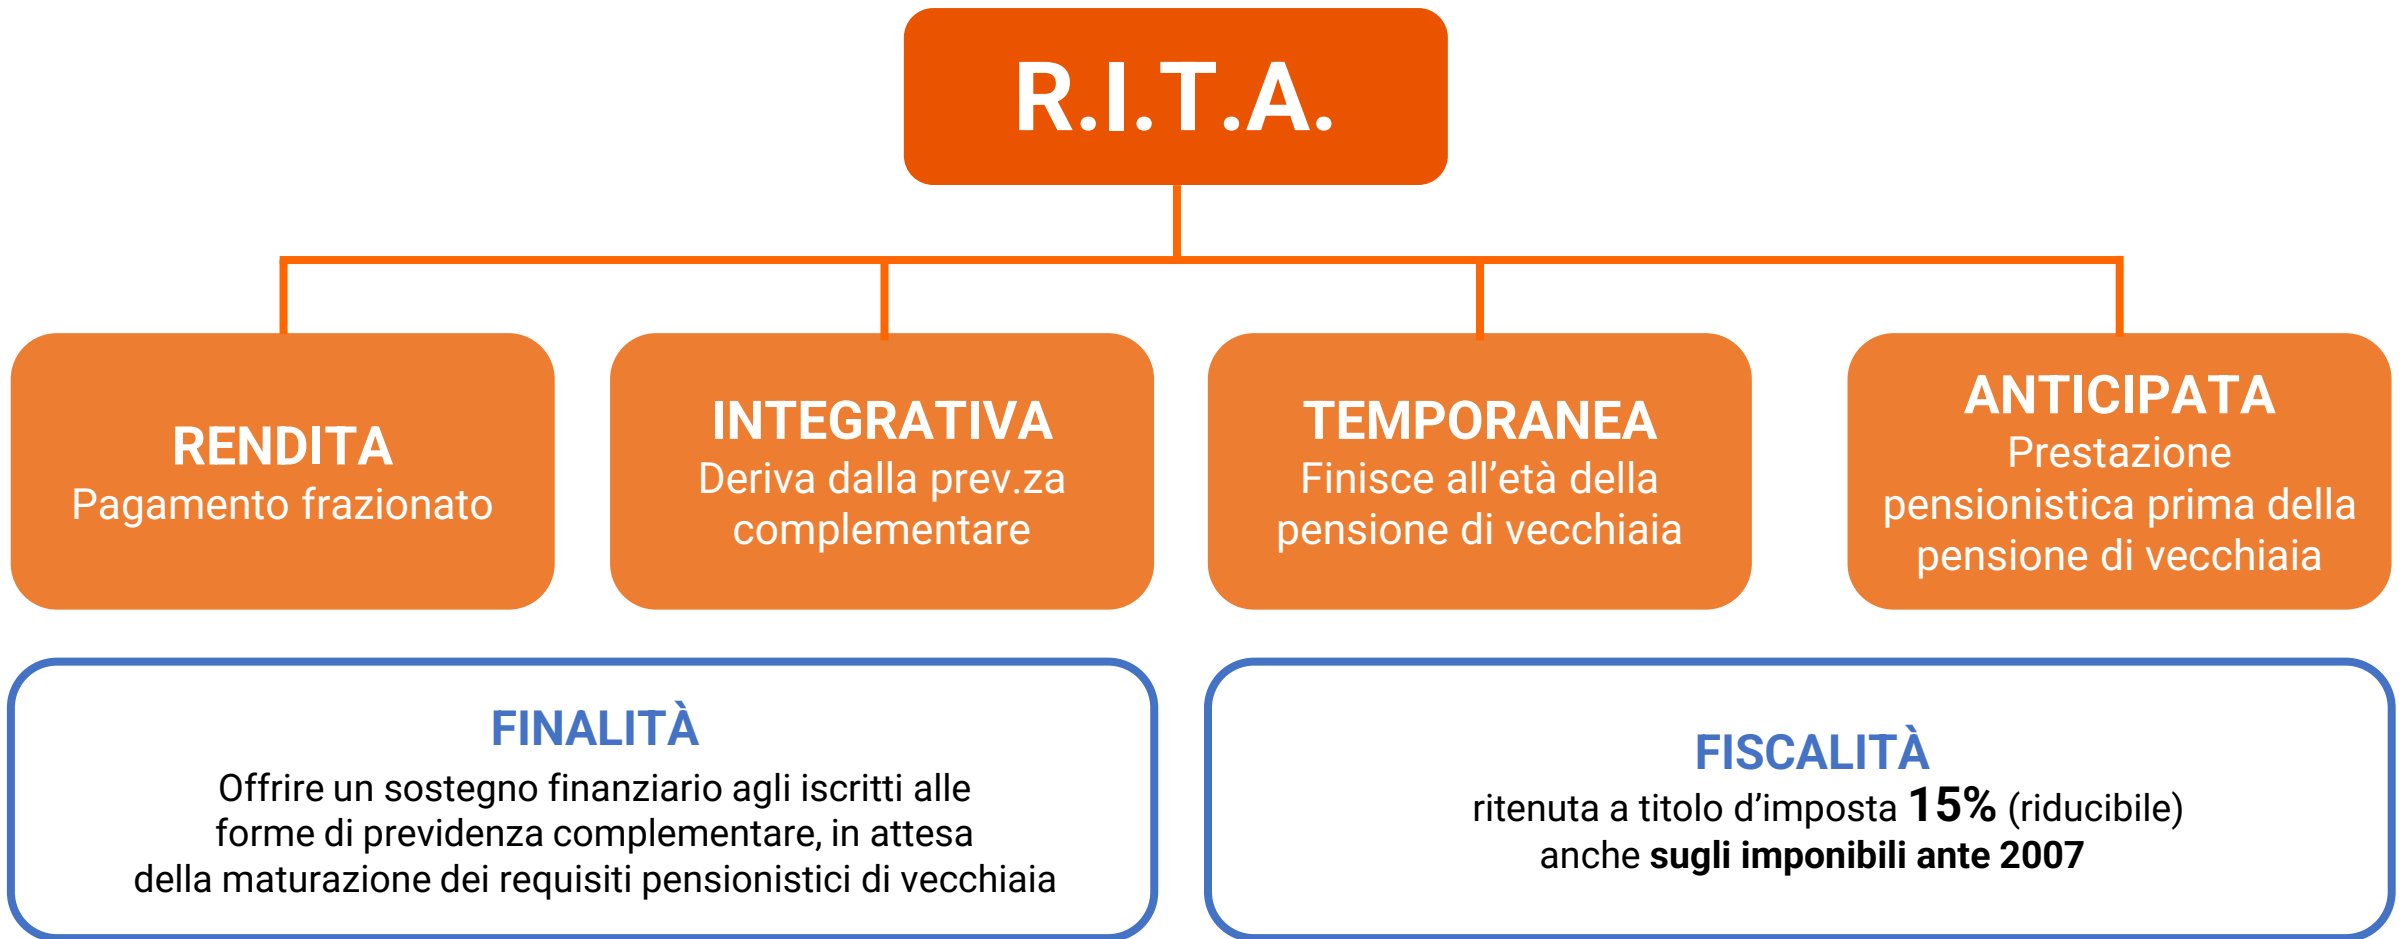 R.I.T.A.
RENDITA
Pagamento frazionato
INTEGRATIVA
Deriva dalla prev.za
complementare
TEMPORANEA
Finisce all’età della
pensione di vecchiaia
ANTICIPATA
Prestazione
pensionistica prima della
pensione di vecchiaia
FINALITÀ
Offrire un sostegno finanziario agli iscritti alle
forme di previdenza complementare, in attesa
della maturazione dei requisiti pensionistici di vecchiaia
FISCALITÀ
ritenuta a titolo d’imposta 15% (riducibile)
anche sugli imponibili ante 2007